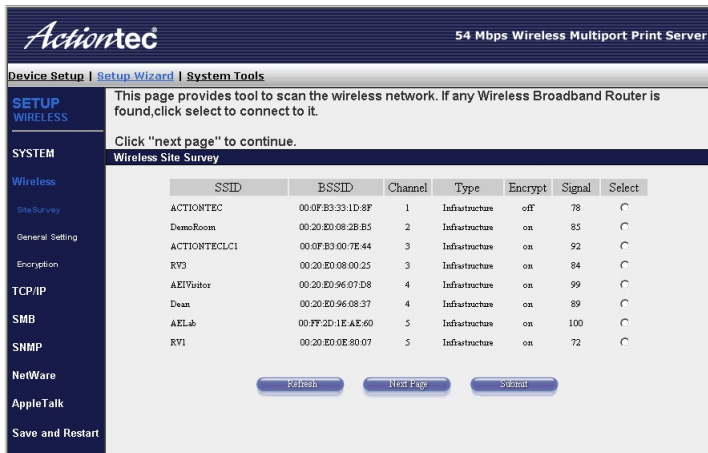 Actiontec
54 Mbps Wireless Multiport Print Server
Device Setup | Setup Wizard | System Tools
SETUP
WIRELESS
SYSTEM
Wireless
SiteSurvey
General Setting
Encryption
TCP/IP
SMB
SNMP
NetWare
AppleTalk
Save and Restart
This page provides tool to scan the wireless network. If any Wireless Broadband Router is
found,click select to connect to it.
Click "next page" to continue.
Wireless Site Survey
SSID BSSID Channel Type Encrypt Signal Select
ACTIONTEC 00:0F:B3:33:1D:8F 1 Infrastructure off 78
DemoRoom 00:20:E0:08:2B:B5 2 Infrastructure on 85
ACTIONTECLC1 00:0F:B3:00:7E:44 3 Infrastructure on 92
RV3 00:20:E0:08:00:25 3 Infrastructure on 84
AEIVisitor 00:20:E0:96:07:D8 4 Infrastructure on 99
Dean 00:20:E0:96:08:37 4 Infrastructure on 89
AELab 00:FF:2D:1E:AE:60 5 Infrastructure on 100
RV1 00:20:E0:0E:80:07 5 Infrastructure on 72
Refresh Next Page Submit